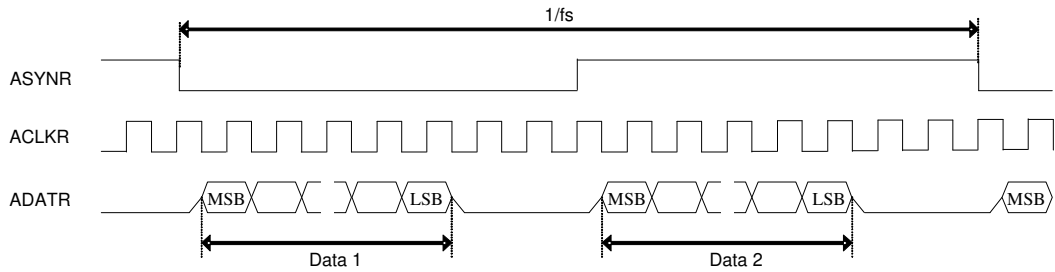 1/fs
ASYNR
ACLKR
ADATR
MSB LSB MSB LSB MSB
Data 1 Data 2